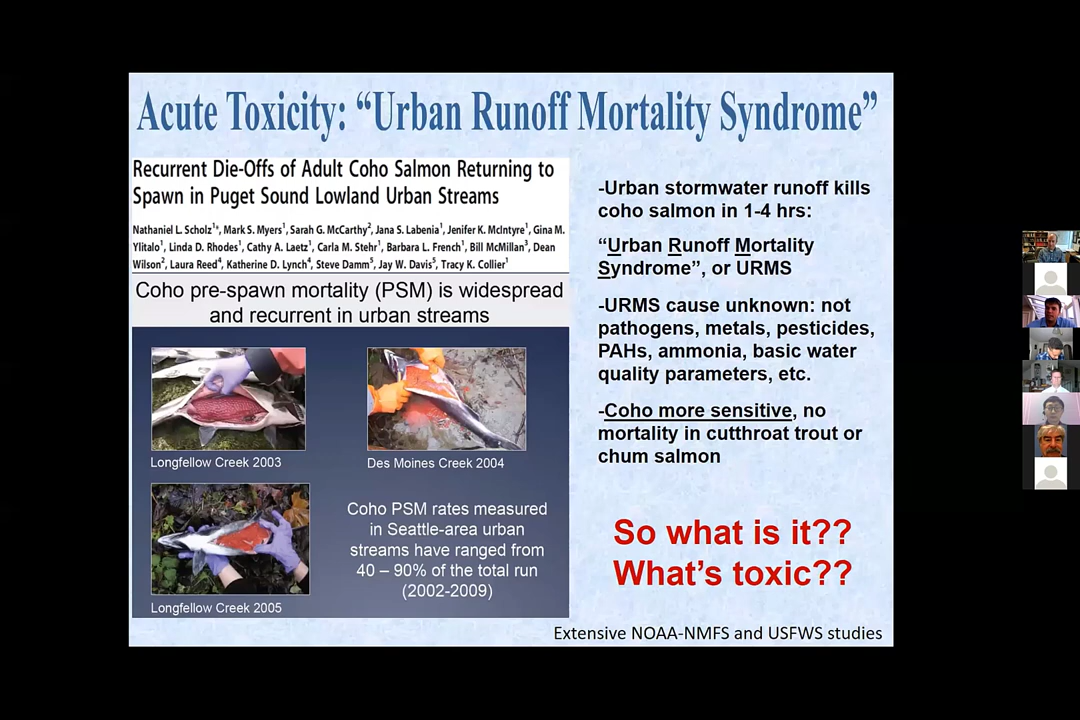 Acute Toxicity: “Urban Runoff Mortality Syndrome”
Recurrent Die-Offs of Adult Coho Salmon Returning to
Spawn in Puget Sound Lowland Urban Streams
Nathaniel L. Scholz1*, Mark S. Myers1, Sarah G. McCarthy2, Jana S. Labenia1, Jenifer K. McIntyre1, Gina M.
Ylitalo1, Linda D. Rhodes1, Cathy A. Laetz1, Carla M. Stehr1, Barbara L. French1, Bill McMillan3, Dean
Wilson2, Laura Reed4, Katherine D. Lynch4, Steve Damm5, Jay W. Davis5, Tracy K. Collier1
Coho pre-spawn mortality (PSM) is widespread
and recurrent in urban streams
Longfellow Creek 2003
Des Moines Creek 2004
Longfellow Creek 2005
Coho PSM rates measured
in Seattle-area urban
streams have ranged from
40 – 90% of the total run
(2002-2009)
-Urban stormwater runoff kills
coho salmon in 1-4 hrs:
“Urban Runoff Mortality
Syndrome”, or URMS
-URMS cause unknown: not
pathogens, metals, pesticides,
PAHs, ammonia, basic water
quality parameters, etc.
-Coho more sensitive, no
mortality in cutthroat trout or
chum salmon
So what is it??
What’s toxic??
Extensive NOAA-NMFS and USFWS studies